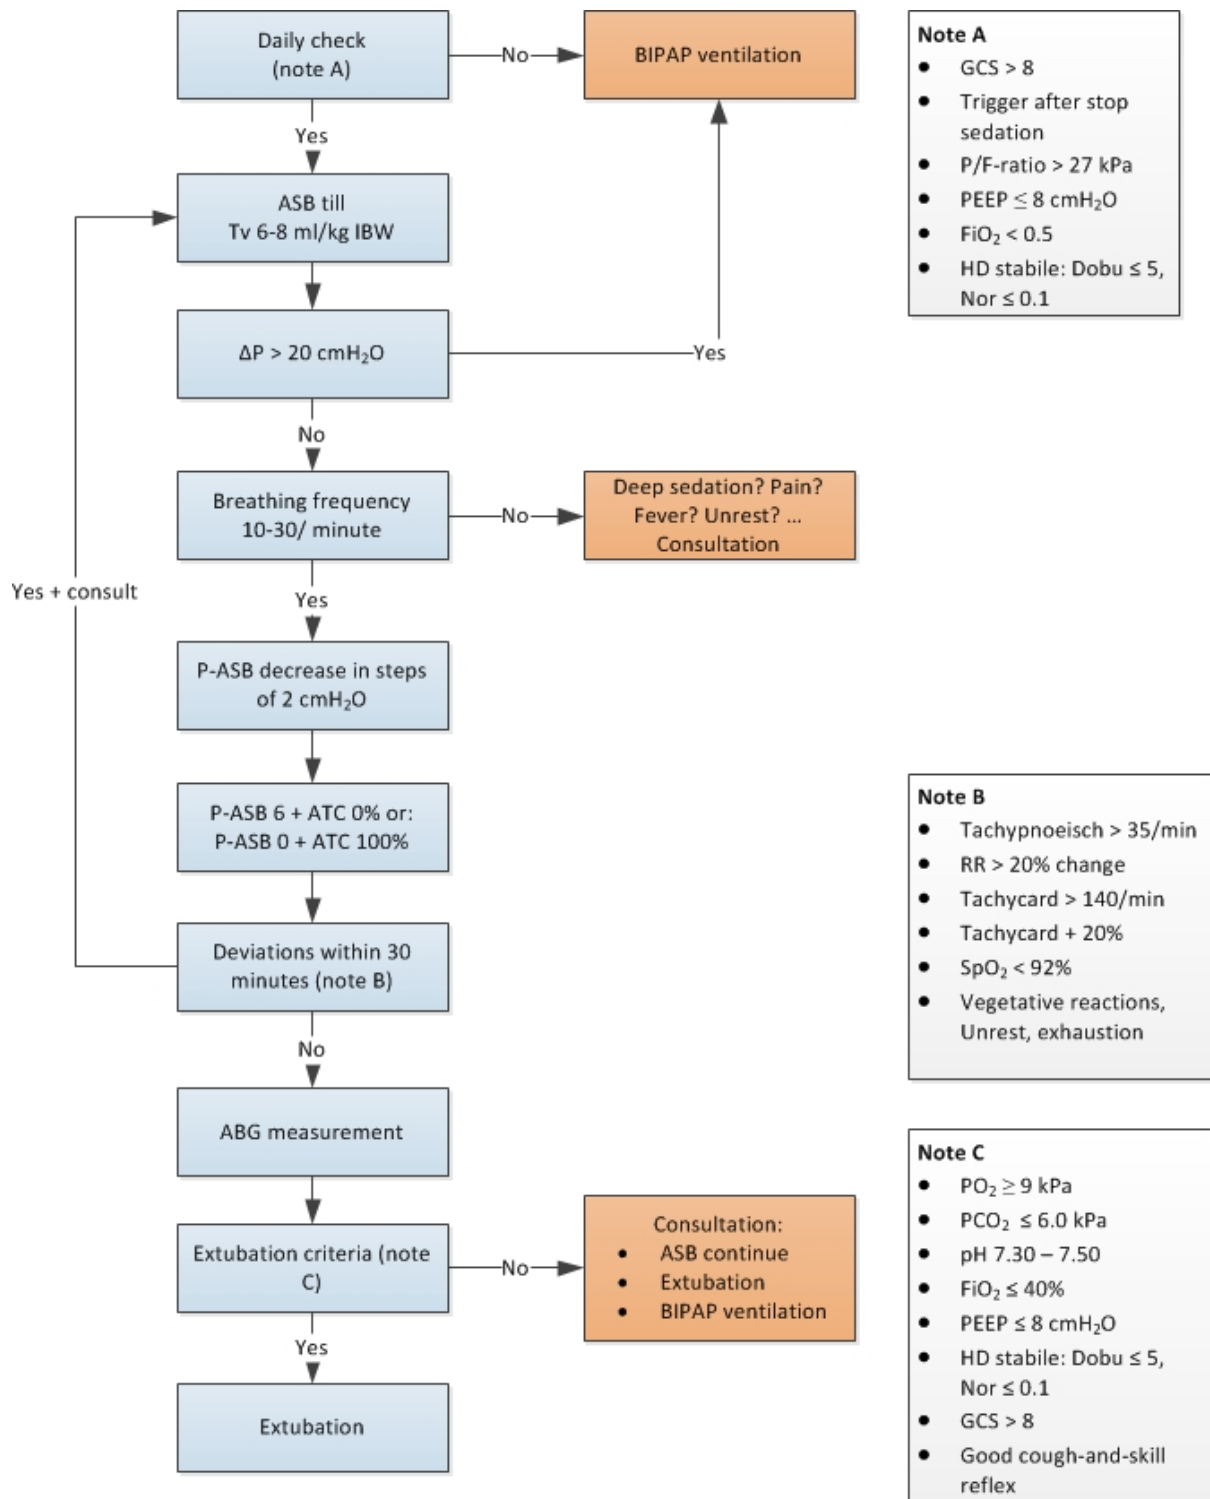 Daily check
(note A)
No
BIPAP ventilation
Yes
ASB till
Tv 6-8 ml/kg IBW
ΔP > 20 cmH₂O
Yes
No
Breathing frequency
10-30/ minute
No
Deep sedation? Pain?
Fever? Unrest? ...
Consultation
Yes + consult
Yes
P-ASB decrease in steps
of 2 cmH₂O
P-ASB 6 + ATC 0% or:
P-ASB 0 + ATC 100%
Deviations within 30
minutes (note B)
No
ABG measurement
Extubation criteria (note
C)
No
Consultation:
• ASB continue
• Extubation
• BIPAP ventilation
Yes
Extubation
Note A
• GCS > 8
• Trigger after stop
sedation
• P/F-ratio > 27 kPa
• PEEP ≤ 8 cmH₂O
• FiO₂ < 0.5
• HD stabile: Dobu ≤ 5,
Nor ≤ 0.1
Note B
• Tachypnoeisch > 35/min
• RR > 20% change
• Tachycard > 140/min
• Tachycard + 20%
• SpO₂ < 92%
• Vegetative reactions,
Unrest, exhaustion
Note C
• PO₂ ≥ 9 kPa
• PCO₂ ≤ 6.0 kPa
• pH 7.30 – 7.50
• FiO₂ ≤ 40%
• PEEP ≤ 8 cmH₂O
• HD stabile: Dobu ≤ 5,
Nor ≤ 0.1
• GCS > 8
• Good cough-and-skill
reflex